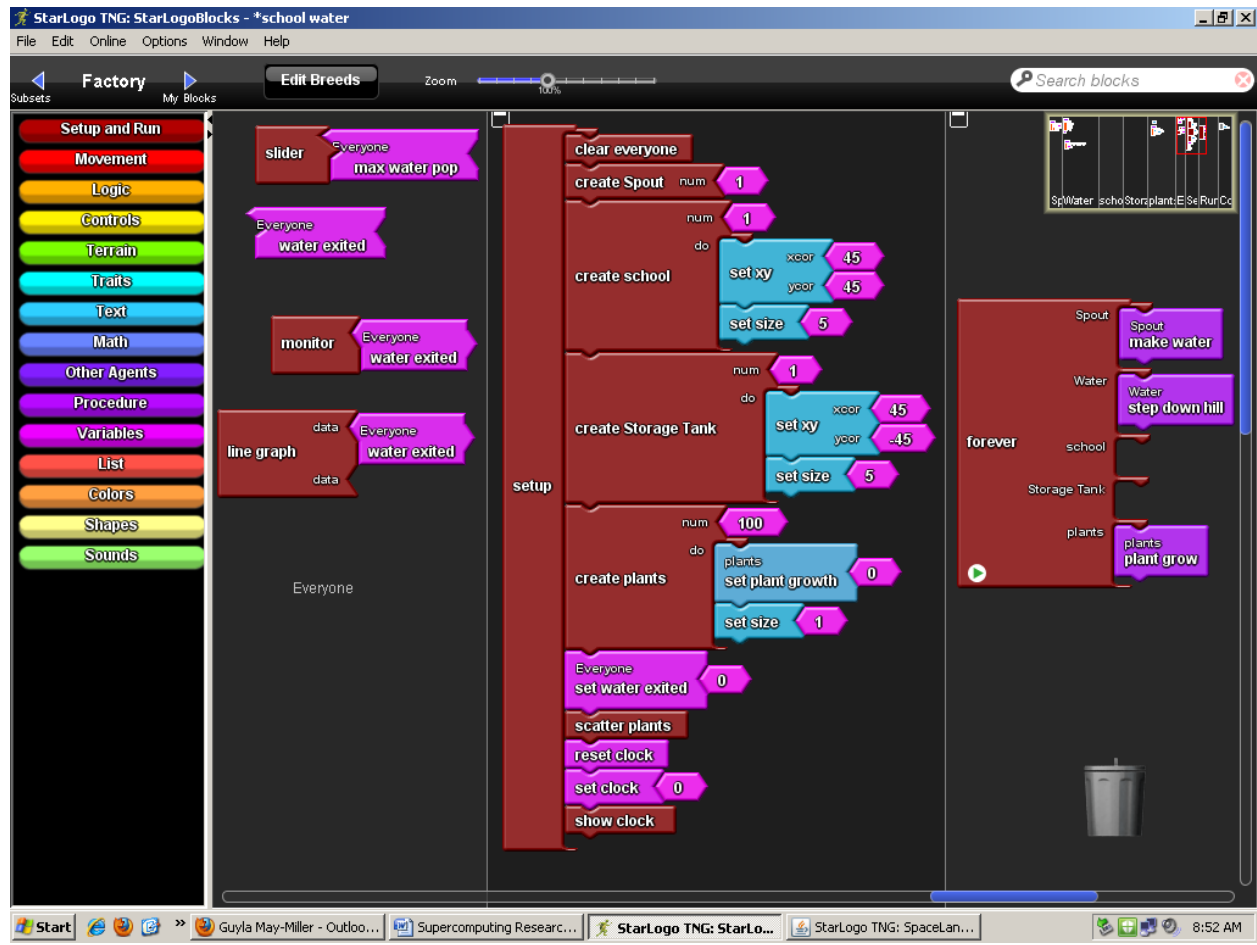 StarLogo TNG: StarLogoBlocks - *school water
File Edit Online Options Window Help
Subsets
Factory
My Blocks
Edit Breeds
Zoom
100%
Search blocks
Setup and Run
Movement
Logic
Controls
Terrain
Traits
Text
Math
Other Agents
Procedure
Variables
List
Colors
Shapes
Sounds
slider
Everyone
max water pop
Everyone
water exited
monitor
Everyone
water exited
line graph
data
Everyone
water exited
data
Everyone
setup
clear everyone
create Spout num 1
create school
num 1
do
set xy
xcor 45
ycor 45
set size 5
create Storage Tank
num 1
do
set xy
xcor 45
ycor -45
set size 5
create plants
num 100
do
plants
set plant growth 0
set size 1
Everyone
set water exited 0
scatter plants
reset clock
set clock 0
show clock
forever
Spout
Spout
make water
Water
Water
step down hill
school
Storage Tank
plants
plants
plant grow
Sp Water scho Stora plant: E Se Rur Co
Start
Guyla May-Miller - Outloo...
Supercomputing Researc...
StarLogo TNG: StarLo...
StarLogo TNG: SpaceLan...
8:52 AM